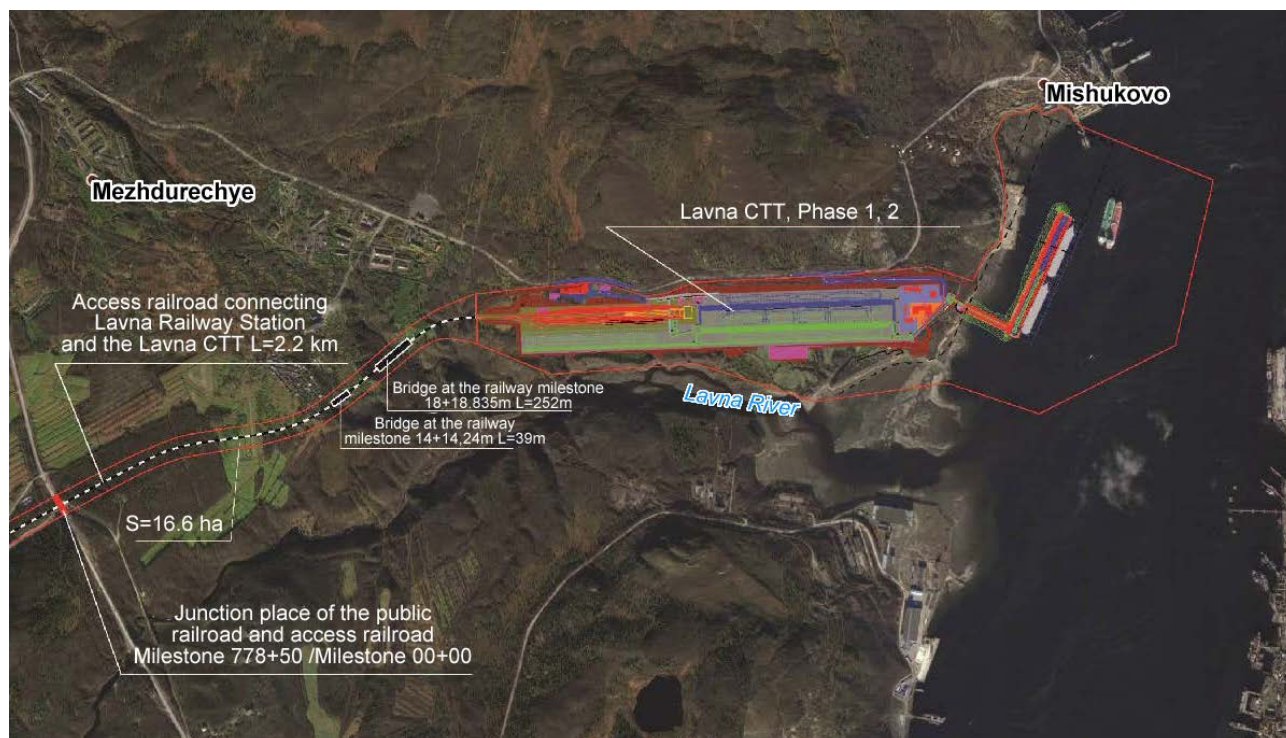 Mishukovo
Mezhdurechye
Lavna CTT, Phase 1, 2
Access railroad connecting
Lavna Railway Station
and the Lavna CTT L=2.2 km
Bridge at the railway milestone
18+18.835m L=252m
Bridge at the railway
milestone 14+14,24m L=39m
Lavna River
S=16.6 ha
Junction place of the public
railroad and access railroad
Milestone 778+50 /Milestone 00+00